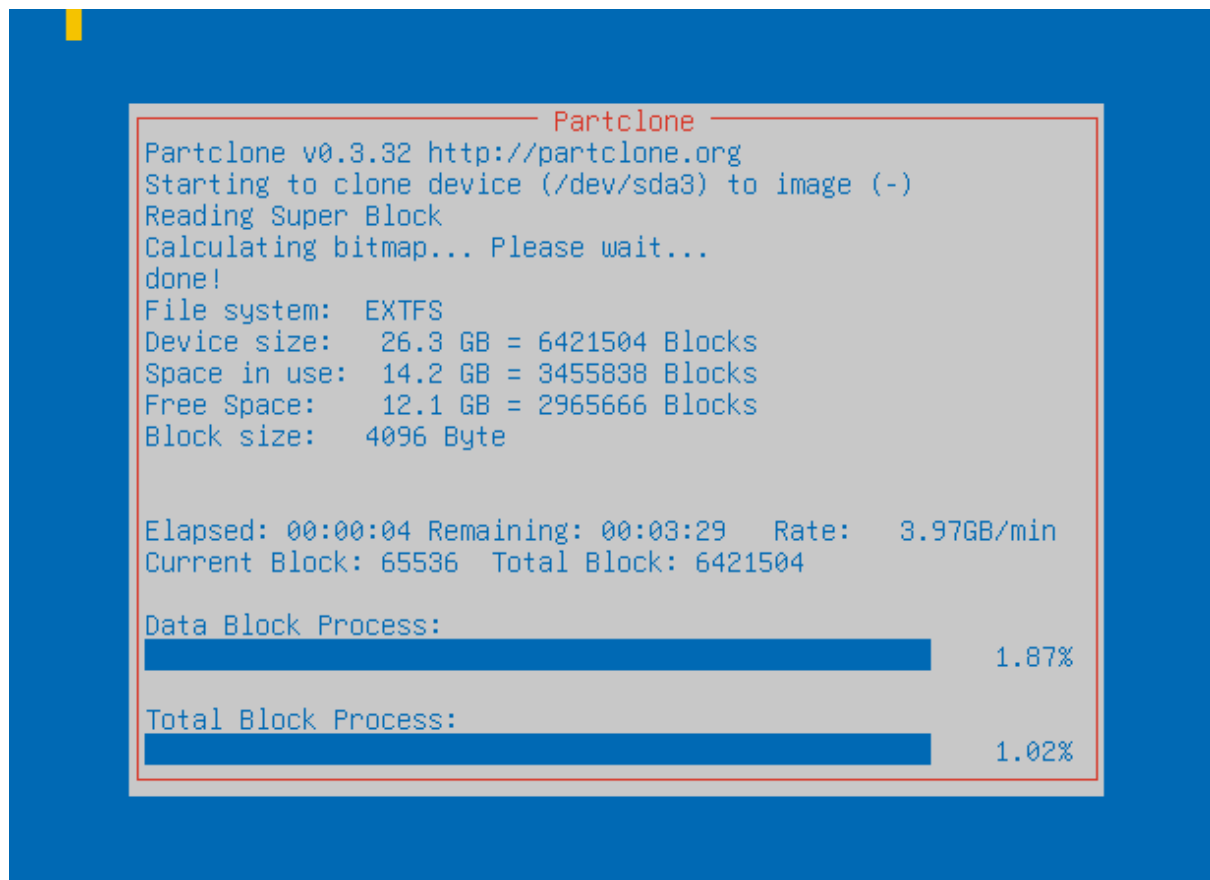 Partclone
Partclone v0.3.32 http://partclone.org
Starting to clone device (/dev/sda3) to image (-)
Reading Super Block
Calculating bitmap... Please wait...
done!
File system:  EXTFS
Device size:   26.3 GB = 6421504 Blocks
Space in use:  14.2 GB = 3455838 Blocks
Free Space:    12.1 GB = 2965666 Blocks
Block size:   4096 Byte
Elapsed: 00:00:04 Remaining: 00:03:29   Rate:   3.97GB/min
Current Block: 65536  Total Block: 6421504
Data Block Process:
1.87%
Total Block Process:
1.02%